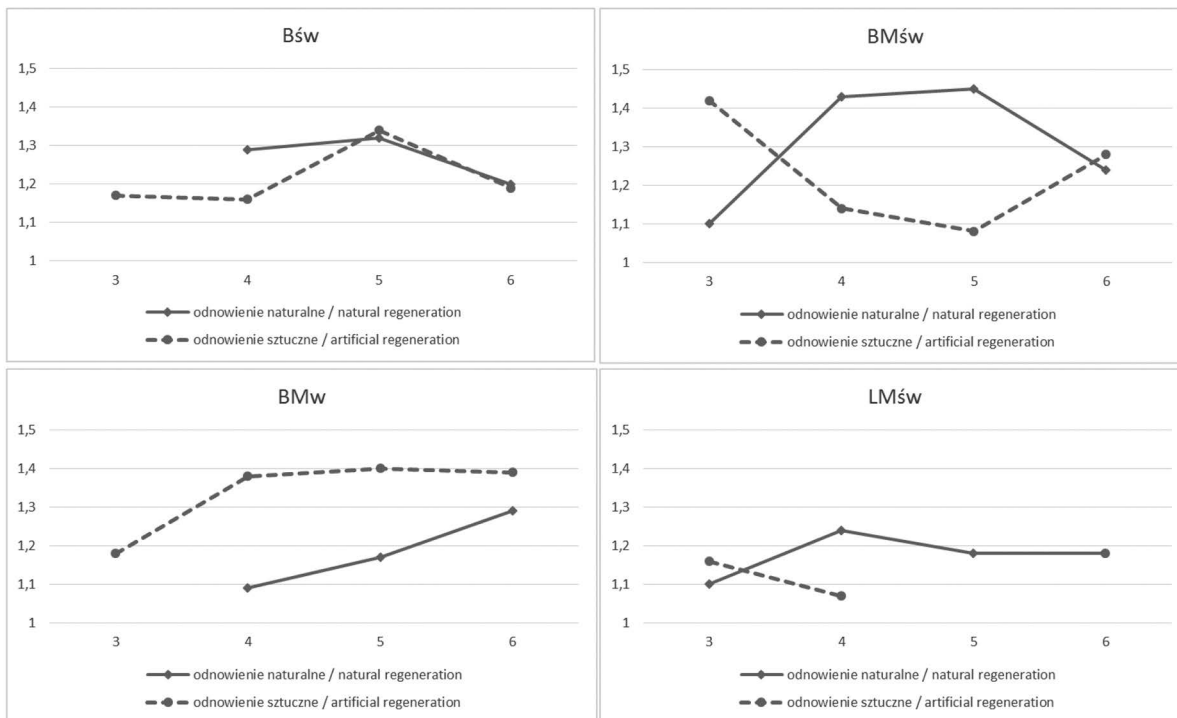 Bśw
1,5
1,4
1,3
1,2
1,1
1
3 4 5 6
odnowienie naturalne / natural regeneration
odnowienie sztuczne / artificial regeneration
BMśw
1,5
1,4
1,3
1,2
1,1
1
3 4 5 6
odnowienie naturalne / natural regeneration
odnowienie sztuczne / artificial regeneration
BMw
1,5
1,4
1,3
1,2
1,1
1
3 4 5 6
odnowienie naturalne / natural regeneration
odnowienie sztuczne / artificial regeneration
LMśw
1,5
1,4
1,3
1,2
1,1
1
3 4 5 6
odnowienie naturalne / natural regeneration
odnowienie sztuczne / artificial regeneration